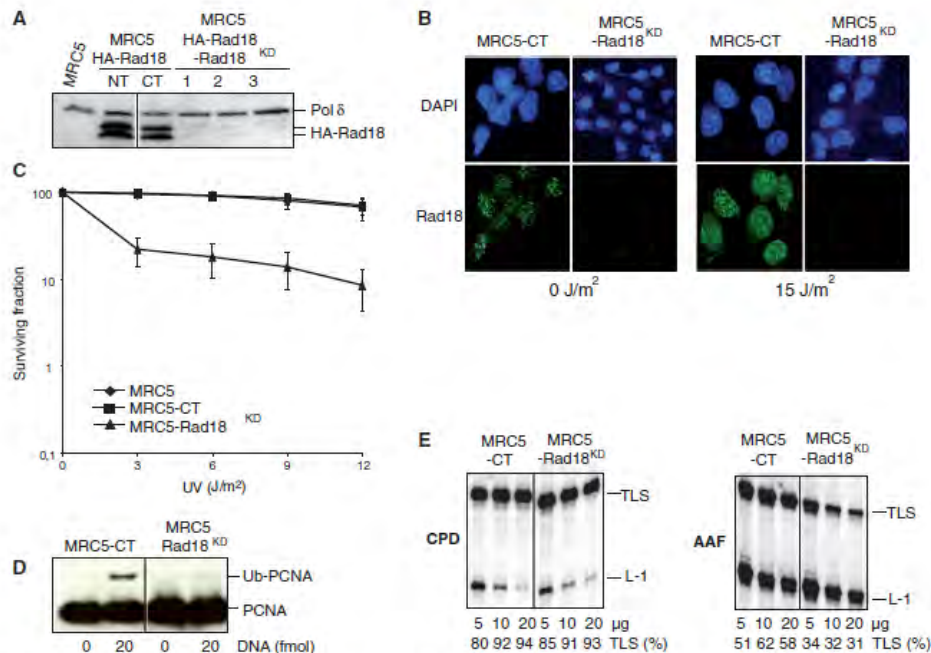 A
MRC5
MRC5
HA-Rad18
NT CT
MRC5
HA-Rad18
-Rad18 KD
1 2 3
Pol δ
HA-Rad18
B
MRC5-CT
MRC5
-Rad18 KD
MRC5-CT
MRC5
-Rad18 KD
DAPI
Rad18
0 J/m²
15 J/m²
C
Surviving fraction
100
10
1
0,1
0 3 6 9 12
UV (J/m²)
MRC5
MRC5-CT
MRC5-Rad18 KD
D
MRC5-CT
MRC5
Rad18 KD
Ub-PCNA
PCNA
0 20 0 20 DNA (fmol)
E
MRC5
-CT
MRC5
-Rad18 KD
CPD
TLS
L-1
5 10 20 5 10 20 µg
80 92 94 85 91 93 TLS (%)
MRC5
-CT
MRC5
-Rad18 KD
AAF
TLS
L-1
5 10 20 5 10 20 µg
51 62 58 34 32 31 TLS (%)